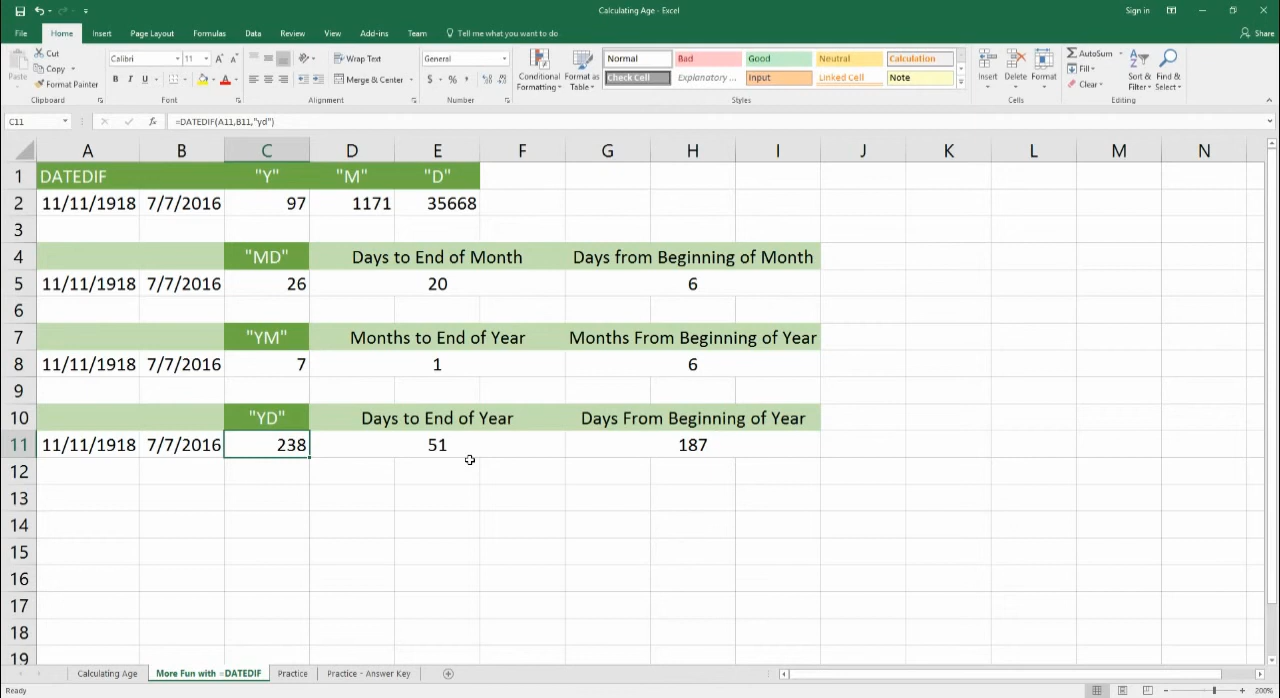 Calculating Age - Excel
Sign in
File Home Insert Page Layout Formulas Data Review View Add-ins Team Tell me what you want to do Share
Paste
Cut
Copy
Format Painter
Clipboard
Calibri 11
B I U
Font
Wrap Text
Merge & Center
Alignment
General
$ % ,
Number
Conditional Formatting
Format as Table
Normal Bad Good Neutral Calculation
Check Cell Explanatory ... Input Linked Cell Note
Styles
Insert Delete Format
Cells
AutoSum
Fill
Clear
Sort & Filter
Find & Select
Editing
C11 fx =DATEDIF(A11,B11,"yd")
A B C D E F G H I J K L M N
1 DATEDIF "Y" "M" "D"
2 11/11/1918 7/7/2016 97 1171 35668
3
4 "MD" Days to End of Month Days from Beginning of Month
5 11/11/1918 7/7/2016 26 20 6
6
7 "YM" Months to End of Year Months From Beginning of Year
8 11/11/1918 7/7/2016 7 1 6
9
10 "YD" Days to End of Year Days From Beginning of Year
11 11/11/1918 7/7/2016 238 51 187
12
13
14
15
16
17
18
19
Calculating Age More Fun with =DATEDIF Practice Practice - Answer Key
Ready
200%